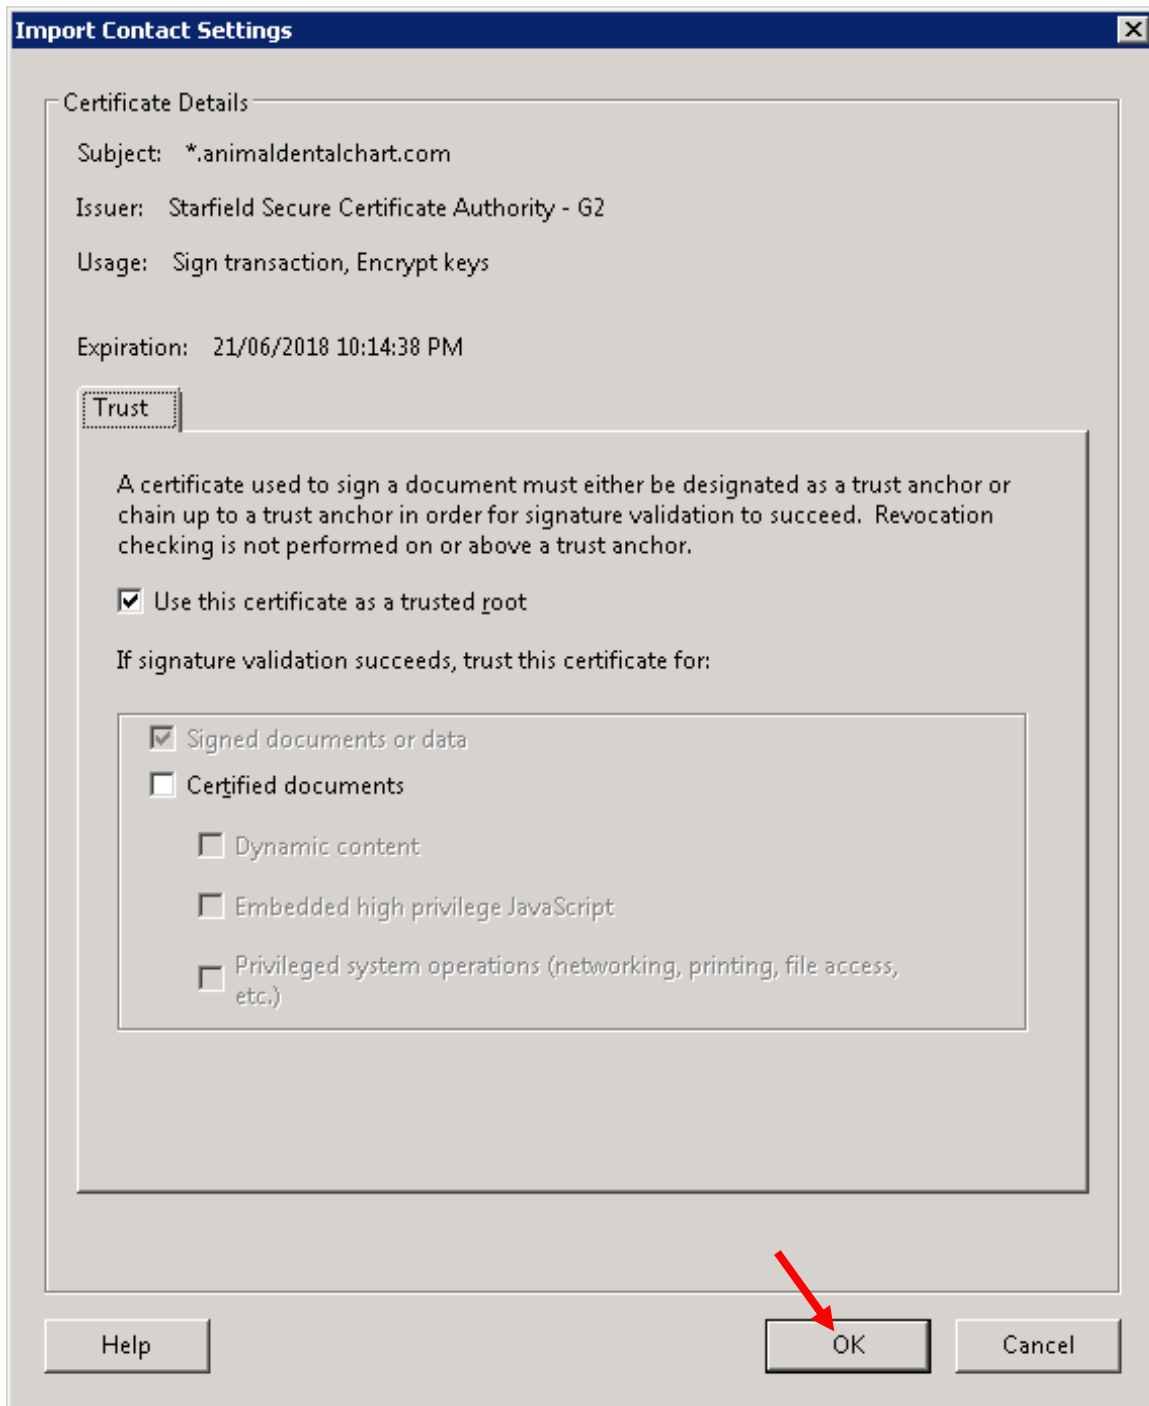 Import Contact Settings
Certificate Details
Subject: *.animaldentalchart.com
Issuer: Starfield Secure Certificate Authority - G2
Usage: Sign transaction, Encrypt keys
Expiration: 21/06/2018 10:14:38 PM
Trust
A certificate used to sign a document must either be designated as a trust anchor or
chain up to a trust anchor in order for signature validation to succeed. Revocation
checking is not performed on or above a trust anchor.
Use this certificate as a trusted root
If signature validation succeeds, trust this certificate for:
Signed documents or data
Certified documents
Dynamic content
Embedded high privilege JavaScript
Privileged system operations (networking, printing, file access,
etc.)
Help
OK
Cancel